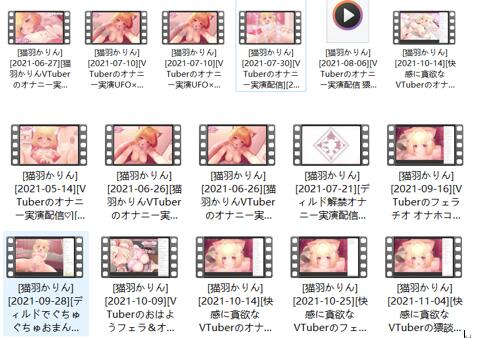 [猫羽かりん]
[2021-06-27][猫
羽かりんVTuber
のオナニー実...
[猫羽かりん]
[2021-07-10][V
Tuberのオナニ
ー実演UFO×...
[猫羽かりん]
[2021-07-10][V
Tuberのオナニ
ー実演UFO×...
[猫羽かりん]
[2021-07-30][V
Tuberのオナニ
ー実演配信][2...
[猫羽かりん]
[2021-08-06][V
Tuberのオナニ
ー実演配信 猥...
[猫羽かりん]
[2021-10-14][快
感に貪欲な
VTuberのオナ...
[猫羽かりん]
[2021-05-14][V
Tuberのオナニ
ー実演配信♡][...
[猫羽かりん]
[2021-06-26][猫
羽かりんVTuber
のオナニー実...
[猫羽かりん]
[2021-06-26][猫
羽かりんVTuber
のオナニー実...
[猫羽かりん]
[2021-07-21][デ
ィルド解禁オナ
ニー実演配信...
[猫羽かりん]
[2021-09-16][V
Tuberのフェラ
チオ オナホコ...
[猫羽かりん]
[2021-09-28][デ
ィルドでぐちゅ
ぐちゅおまん...
[猫羽かりん]
[2021-10-09][V
Tuberのおはよ
うフェラ＆オ...
[猫羽かりん]
[2021-10-14][快
感に貪欲な
VTuberのオナ...
[猫羽かりん]
[2021-10-25][快
感に貪欲な
VTuberのフェ...
[猫羽かりん]
[2021-11-04][快
感に貪欲な
VTuberの猥談...